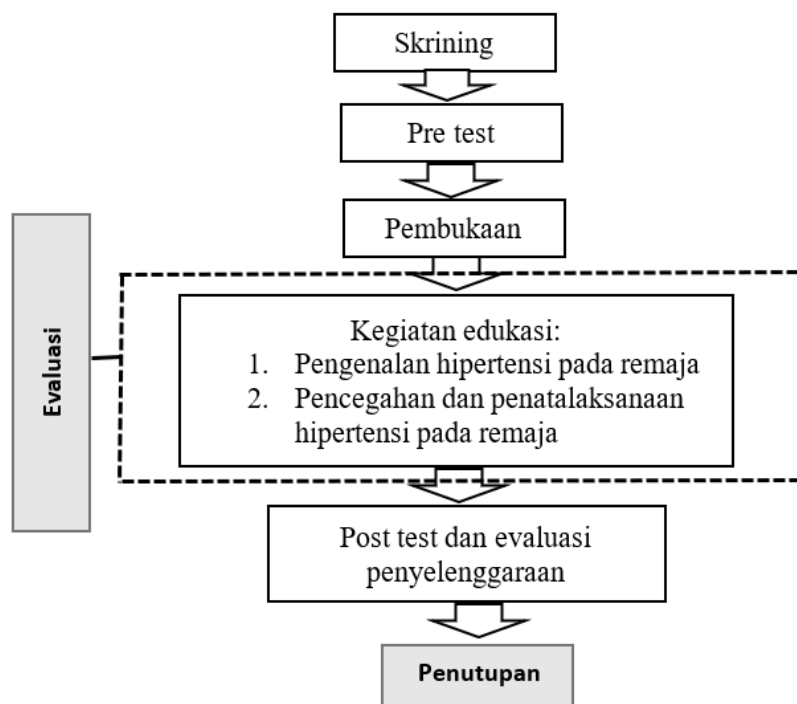 Skrining
Pre test
Pembukaan
Evaluasi
Kegiatan edukasi:
1. Pengenalan hipertensi pada remaja
2. Pencegahan dan penatalaksanaan
hipertensi pada remaja
Post test dan evaluasi
penyelenggaraan
Penutupan